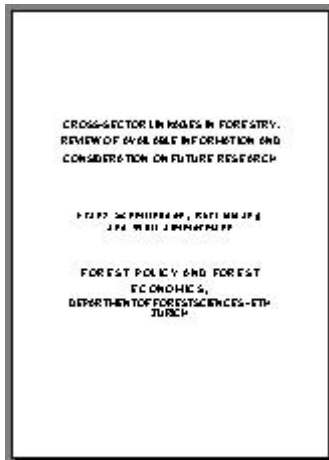 CROSS-SECTOR LINKAGES IN FORESTRY.
REVIEW OF AVAILABLE INFORMATION AND
CONSIDERATION ON FUTURE RESEARCH
FOREST POLICY AND FOREST
ECONOMICS,
DEPARTMENT OF FOREST SCIENCES - ETH
ZURICH